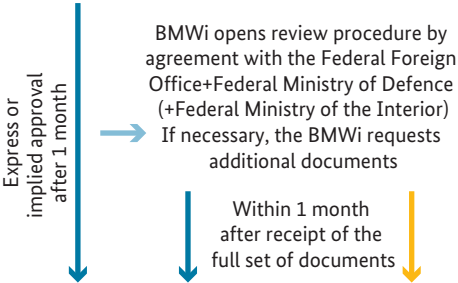 Express or
implied approval
after 1 month
BMWi opens review procedure by
agreement with the Federal Foreign
Office+Federal Ministry of Defence
(+Federal Ministry of the Interior)
If necessary, the BMWi requests
additional documents
Within 1 month
after receipt of the
full set of documents